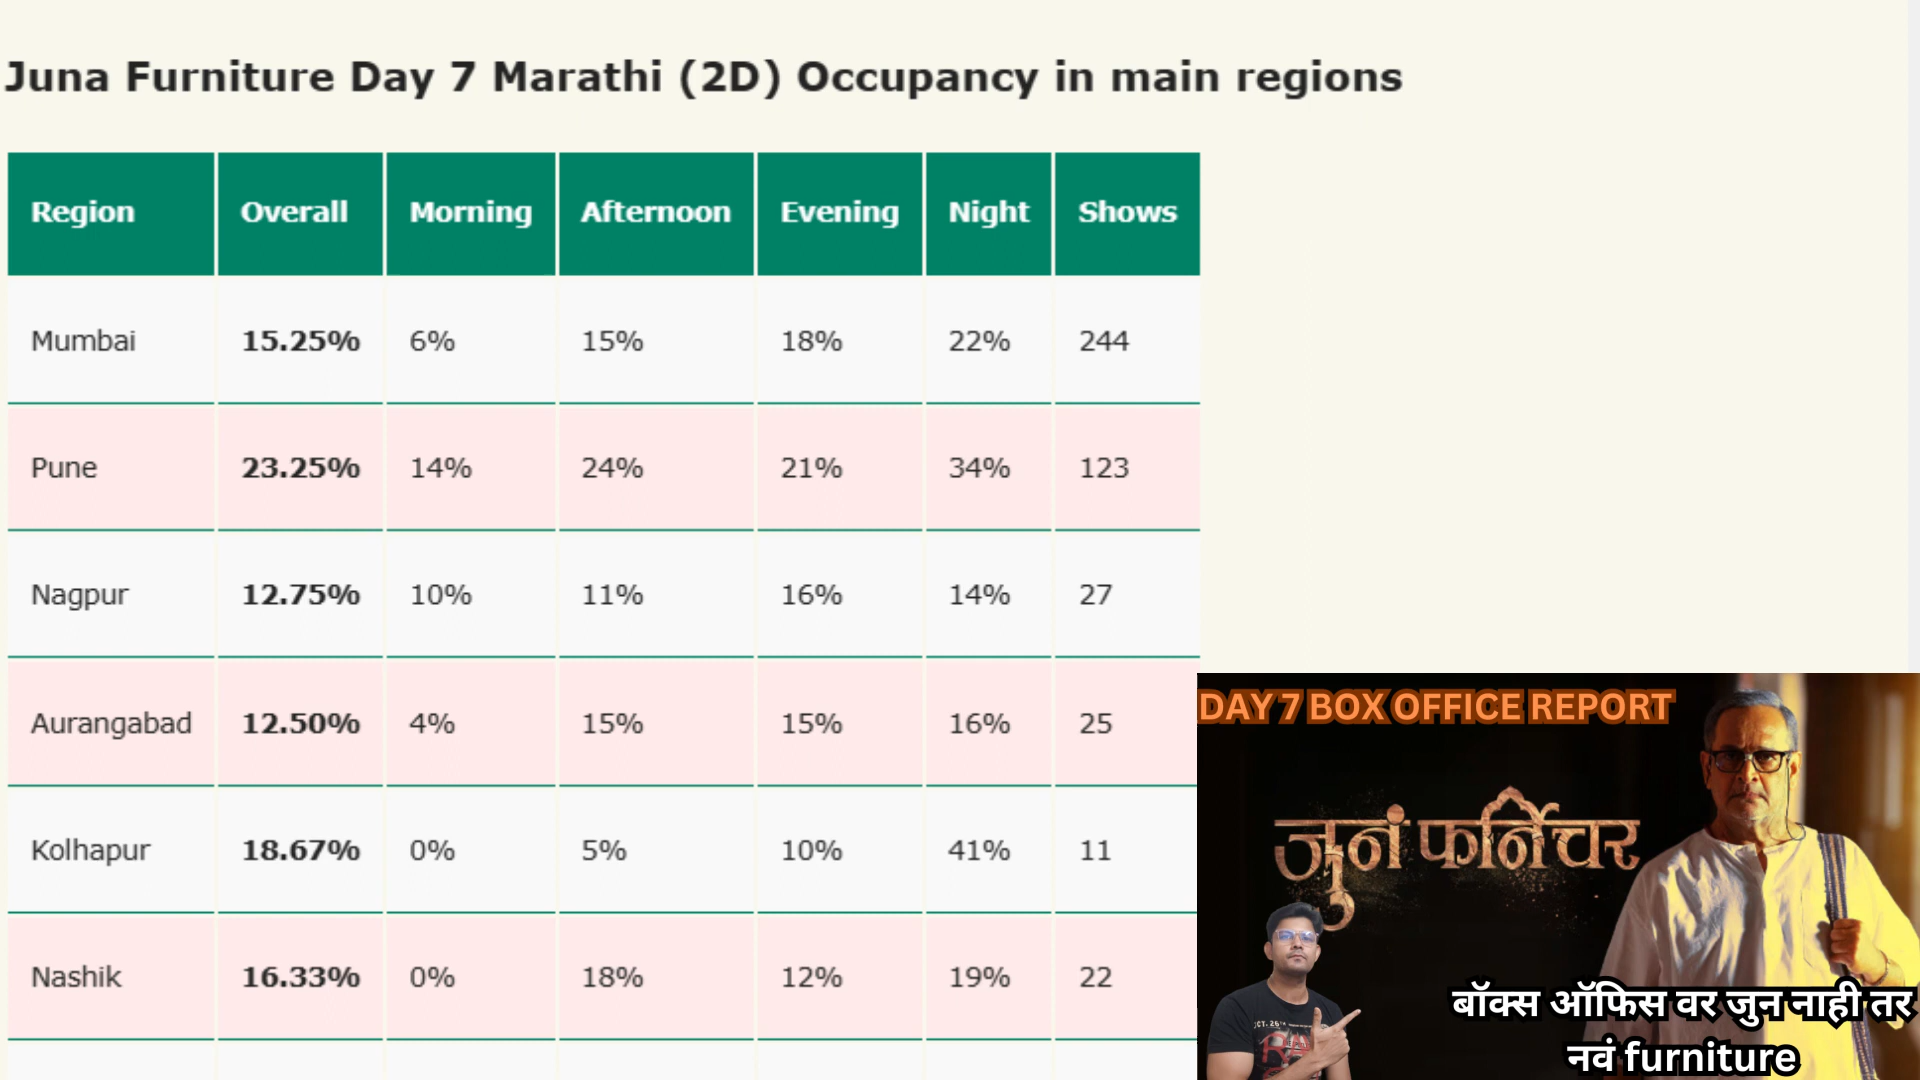 Juna Furniture Day 7 Marathi (2D) Occupancy in main regions
Region Overall Morning Afternoon Evening Night Shows
Mumbai 15.25% 6% 15% 18% 22% 244
Pune 23.25% 14% 24% 21% 34% 123
Nagpur 12.75% 10% 11% 16% 14% 27
Aurangabad 12.50% 4% 15% 15% 16% 25
Kolhapur 18.67% 0% 5% 10% 41% 11
Nashik 16.33% 0% 18% 12% 19% 22
DAY 7 BOX OFFICE REPORT
जुनं फर्निचर
बॉक्स ऑफिस वर जुन नाही तर
नवं furniture